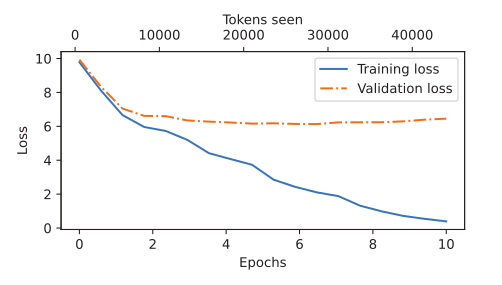 Tokens seen
0 10000 20000 30000 40000
Training loss
Validation loss
Loss
10
8
6
4
2
0
0 2 4 6 8 10
Epochs